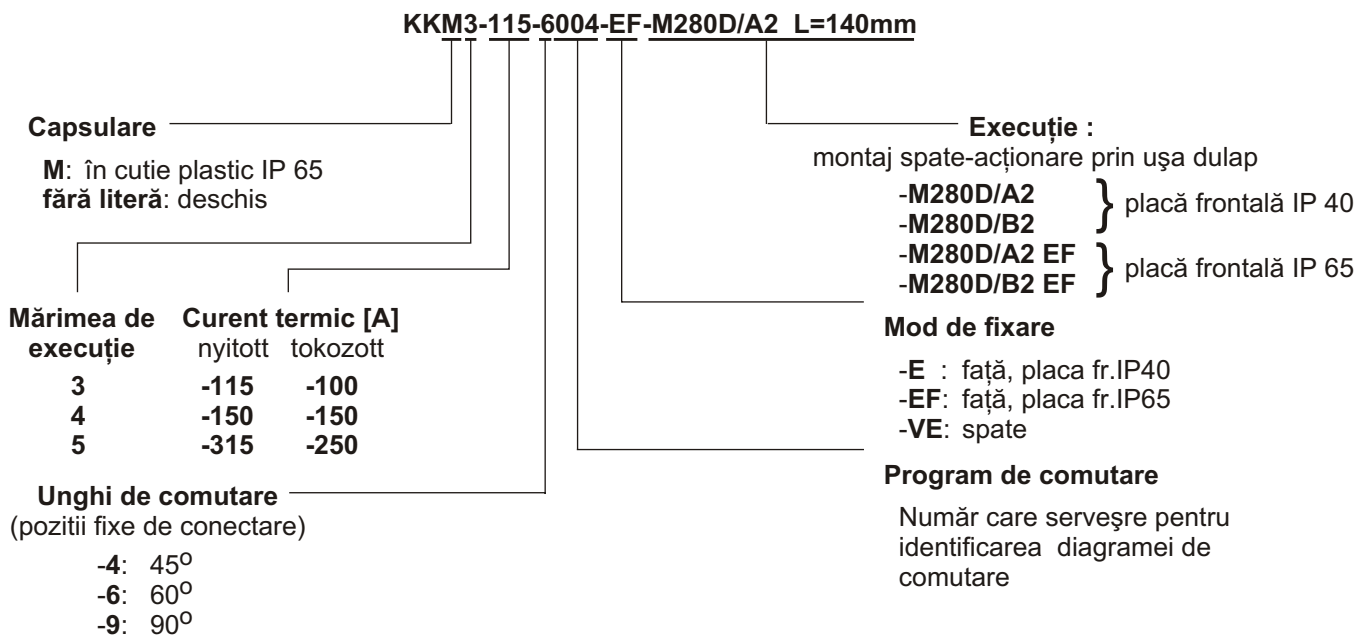 KKM3-115-6004-EF-M280D/A2 L=140mm
Capsulare
M: în cutie plastic IP 65
fără literă: deschis
Mărimea de execuție
Curent termic [A]
nyitott tokozott
3 -115 -100
4 -150 -150
5 -315 -250
Unghi de comutare
(pozitii fixe de conectare)
-4: 45º
-6: 60º
-9: 90º
Execuție :
montaj spate-acționare prin ușa dulap
-M280D/A2
-M280D/B2
} placă frontală IP 40
-M280D/A2 EF
-M280D/B2 EF
} placă frontală IP 65
Mod de fixare
-E : față, placa fr.IP40
-EF: față, placa fr.IP65
-VE: spate
Program de comutare
Număr care serveşre pentru
identificarea diagramei de
comutare